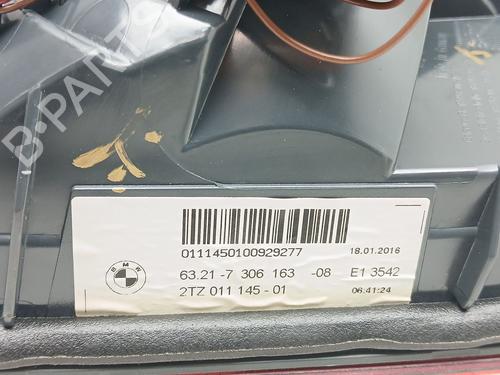 B-PARTS
0111450100929277
18.01.2016
BMW
63.21-7 306 163 -08 E1 3542
2TZ 011 145 - 01
06:41:24